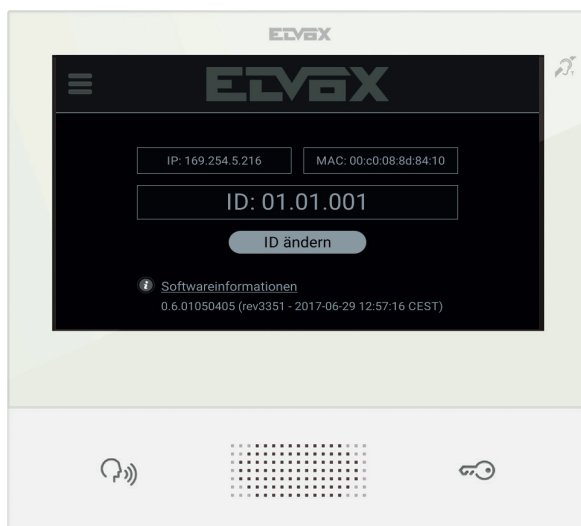 ELVOX
ELVOX
IP: 169.254.5.216
MAC: 00:c0:08:8d:84:10
ID: 01.01.001
ID ändern
Softwareinformationen
0.6.01050405 (rev3351 - 2017-06-29 12:57:16 CEST)